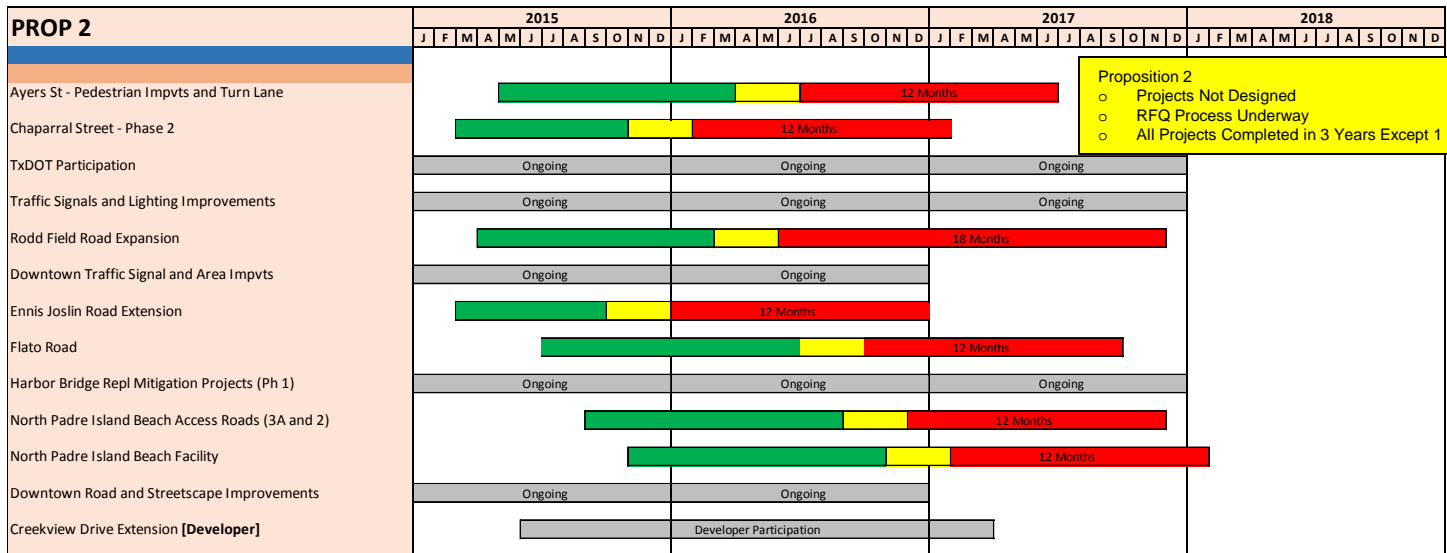 PROP 2
2015 2016 2017 2018
J F M A M J J A S O N D J F M A M J J A S O N D J F M A M J J A S O N D J F M A M J J A S O N D
Proposition 2
o Projects Not Designed
o RFQ Process Underway
o All Projects Completed in 3 Years Except 1
Ayers St - Pedestrian Impvts and Turn Lane 12 Months
Chaparral Street - Phase 2 12 Months
TxDOT Participation Ongoing Ongoing Ongoing
Traffic Signals and Lighting Improvements Ongoing Ongoing Ongoing
Rodd Field Road Expansion 18 Months
Downtown Traffic Signal and Area Impvts Ongoing Ongoing
Ennis Joslin Road Extension 12 Months
Flato Road 12 Months
Harbor Bridge Repl Mitigation Projects (Ph 1) Ongoing Ongoing Ongoing
North Padre Island Beach Access Roads (3A and 2) 12 Months
North Padre Island Beach Facility 12 Months
Downtown Road and Streetscape Improvements Ongoing Ongoing
Creekview Drive Extension [Developer] Developer Participation